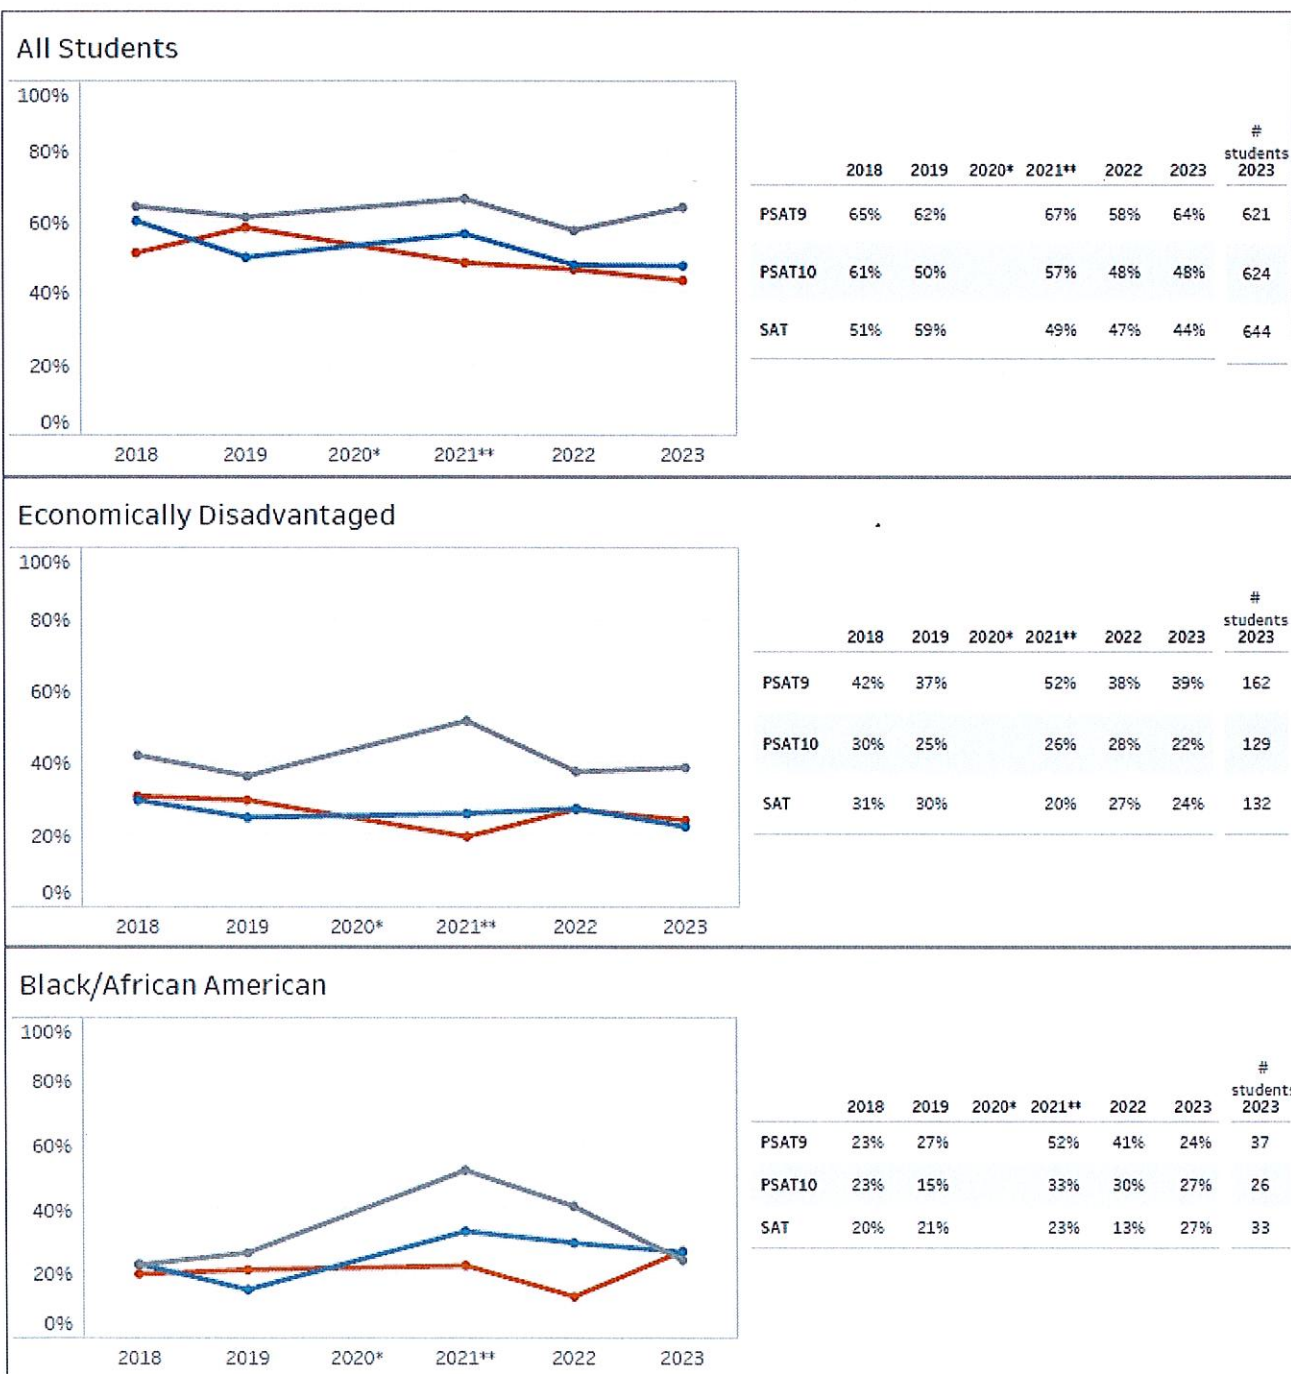 All Students
100%
80%
60%
40%
20%
0%
2018 2019 2020* 2021** 2022 2023
#
students
2018 2019 2020* 2021** 2022 2023 2023
PSAT9 65% 62% 67% 58% 64% 621
PSAT10 61% 50% 57% 48% 48% 624
SAT 51% 59% 49% 47% 44% 644
Economically Disadvantaged
100%
80%
60%
40%
20%
0%
2018 2019 2020* 2021** 2022 2023
#
students
2018 2019 2020* 2021** 2022 2023 2023
PSAT9 42% 37% 52% 38% 39% 162
PSAT10 30% 25% 26% 28% 22% 129
SAT 31% 30% 20% 27% 24% 132
Black/African American
100%
80%
60%
40%
20%
0%
2018 2019 2020* 2021** 2022 2023
#
students
2018 2019 2020* 2021** 2022 2023 2023
PSAT9 23% 27% 52% 41% 24% 37
PSAT10 23% 15% 33% 30% 27% 26
SAT 20% 21% 23% 13% 27% 33